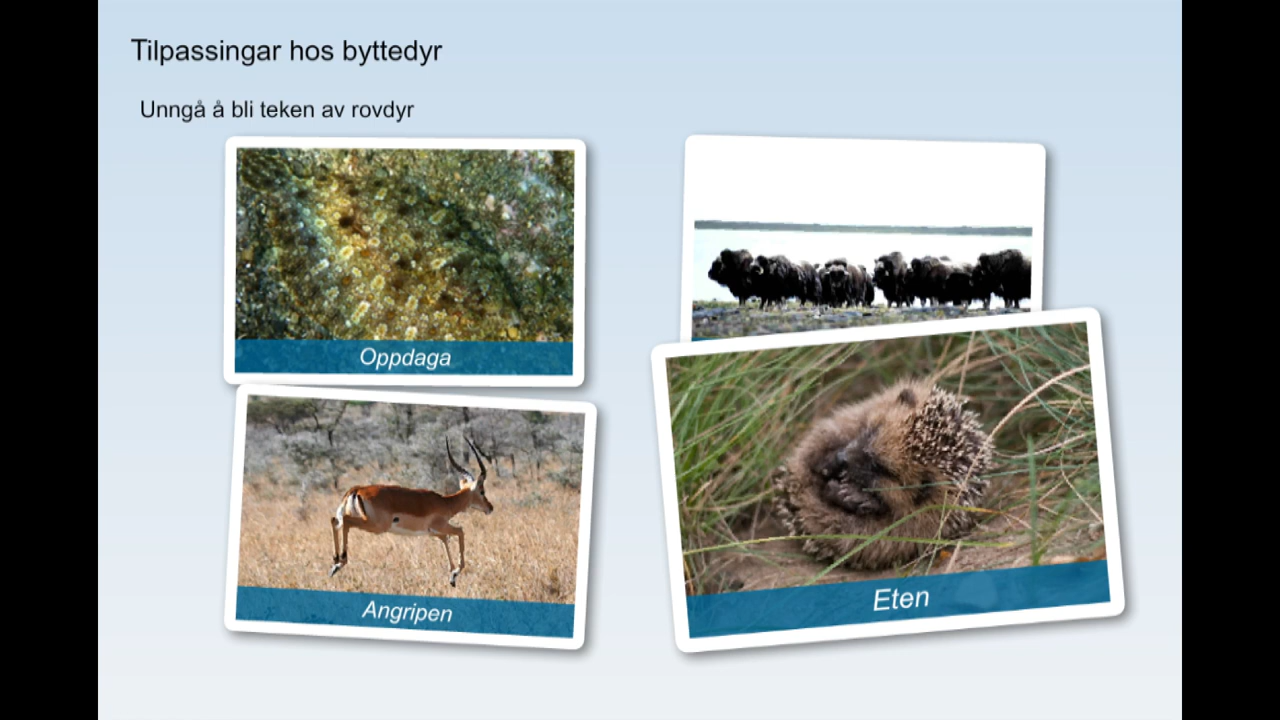 Tilpassingar hos byttedyr
Unngå å bli teken av rovdyr
Oppdaga
Angripen
Eten